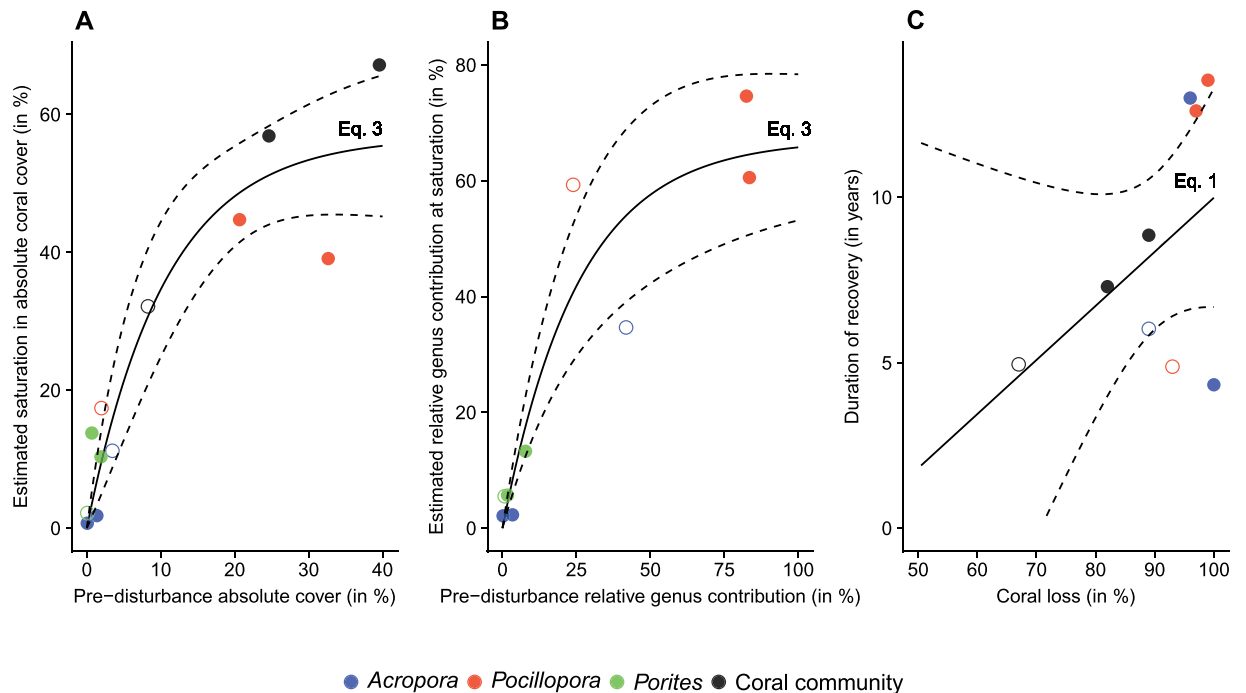 A
Estimated saturation in absolute coral cover (in %)
60
40
20
0
Eq. 3
0 10 20 30 40
Pre−disturbance absolute cover (in %)
B
Estimated relative genus contribution at saturation (in %)
80
60
40
20
0
Eq. 3
0 25 50 75 100
Pre−disturbance relative genus contribution (in %)
C
Duration of recovery (in years)
10
5
0
Eq. 1
50 60 70 80 90 100
Coral loss (in %)
Acropora Pocillopora Porites Coral community